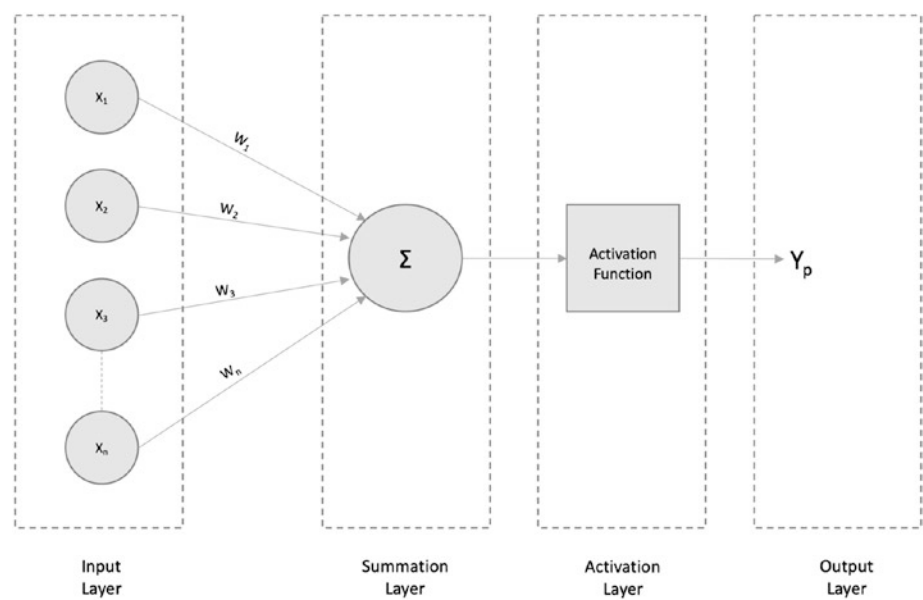 X₁
W₁
X₂
W₂
Σ
Activation
Function
Yₚ
X₃
W₃
Wₙ
Xₙ
Input
Layer
Summation
Layer
Activation
Layer
Output
Layer